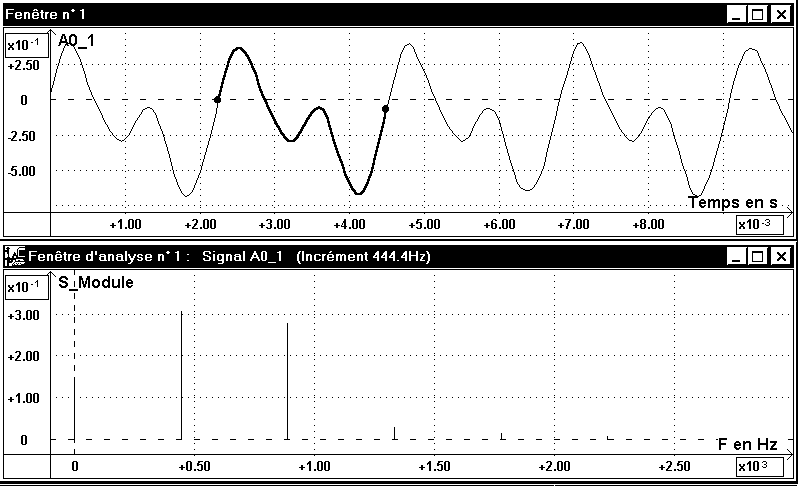 Fenêtre n° 1
x10 -1
A0_1
+2.50
0
-2.50
-5.00
Temps en s
+1.00 +2.00 +3.00 +4.00 +5.00 +6.00 +7.00 +8.00
x10 -3
Fenêtre d'analyse n° 1 : Signal A0_1 (Incrément 444.4Hz)
x10 -1
S_Module
+3.00
+2.00
+1.00
0
F en Hz
0 +0.50 +1.00 +1.50 +2.00 +2.50
x10 3